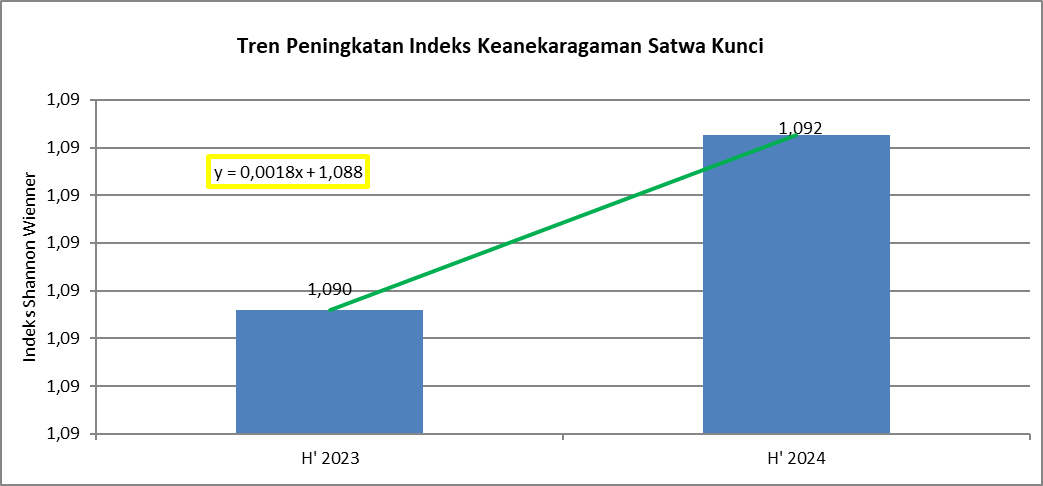 Tren Peningkatan Indeks Keanekaragaman Satwa Kunci
Indeks Shannon Wienner
1,09
1,09
1,09
1,09
1,09
1,09
1,09
1,09
y = 0,0018x + 1,088
1,090
1,092
H' 2023
H' 2024